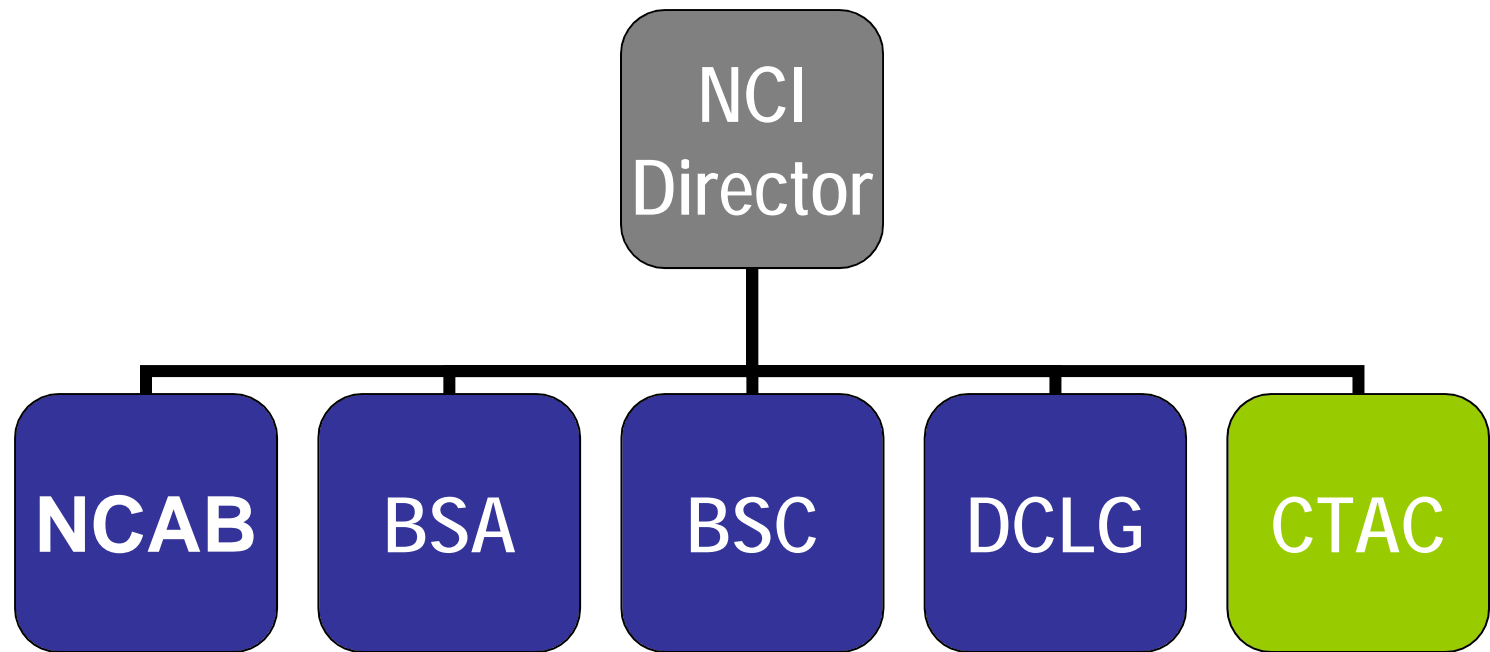 NCI
Director
NCAB
BSA
BSC
DCLG
CTAC